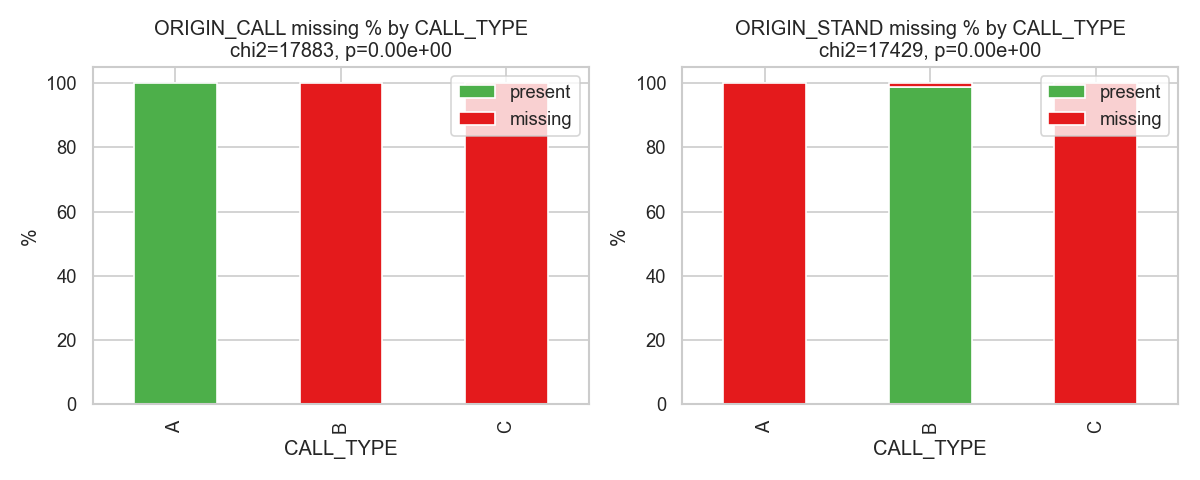 ORIGIN_CALL missing % by CALL_TYPE
chi2=17883, p=0.00e+00
100
80
60
40
20
0
%
present
missing
A
B
C
CALL_TYPE
ORIGIN_STAND missing % by CALL_TYPE
chi2=17429, p=0.00e+00
100
80
60
40
20
0
%
present
missing
A
B
C
CALL_TYPE